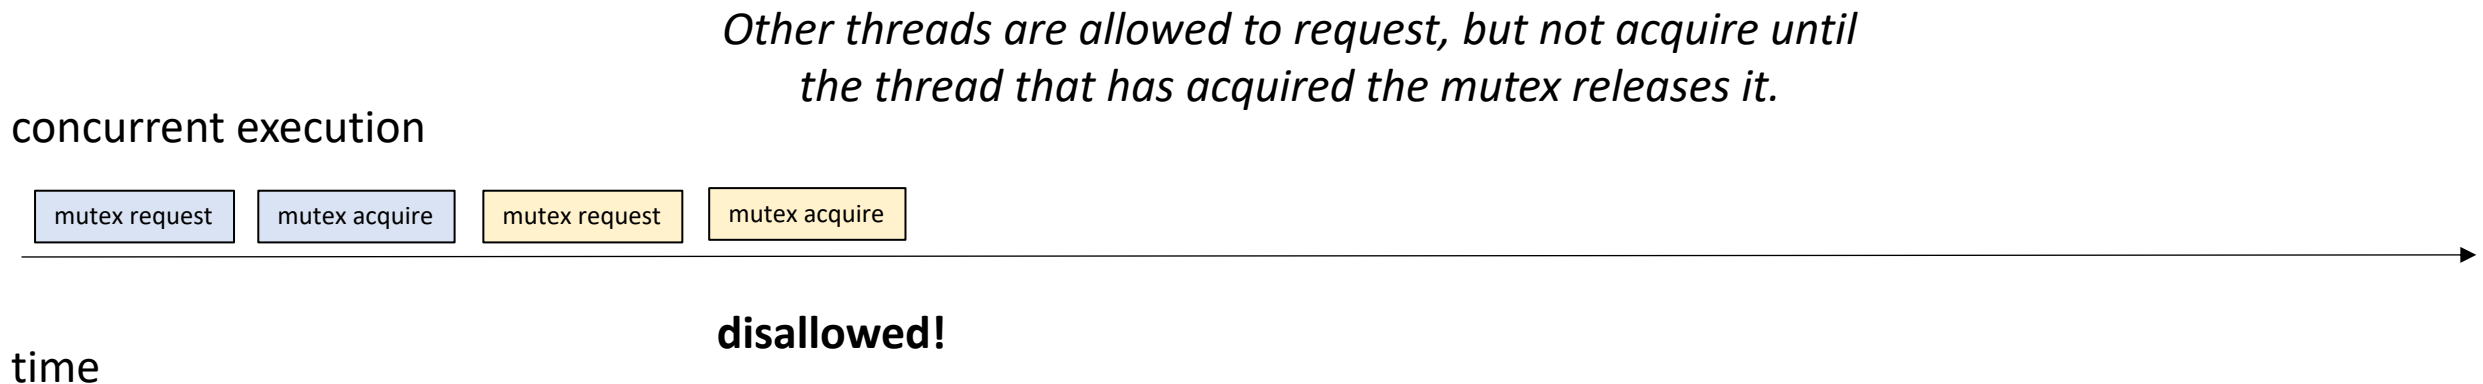 Other threads are allowed to request, but not acquire until
the thread that has acquired the mutex releases it.
concurrent execution
mutex request
mutex acquire
mutex request
mutex acquire
disallowed!
time